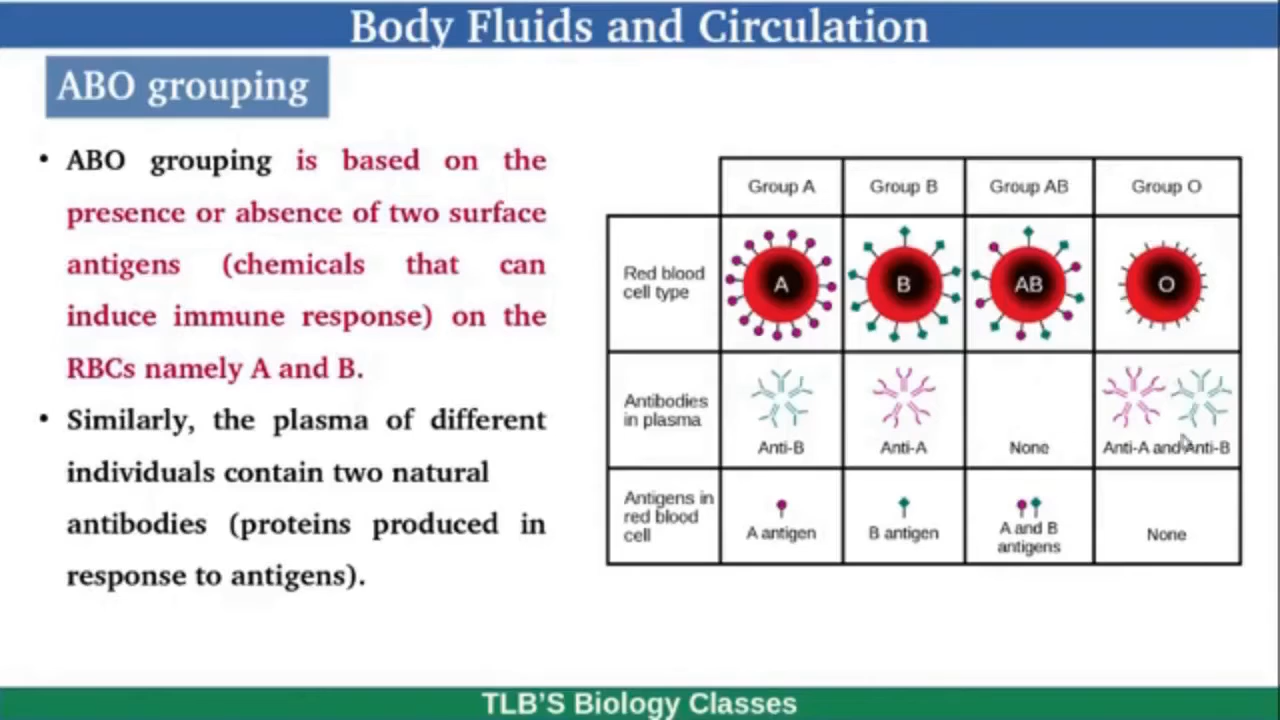 Body Fluids and Circulation
ABO grouping
• ABO grouping is based on the
presence or absence of two surface
antigens (chemicals that can
induce immune response) on the
RBCs namely A and B.
• Similarly, the plasma of different
individuals contain two natural
antibodies (proteins produced in
response to antigens).
Group A Group B Group AB Group O
Red blood
cell type
A B AB O
Antibodies
in plasma
Anti-B Anti-A None Anti-A and Anti-B
Antigens in
red blood
cell
A antigen B antigen A and B
antigens None
TLB'S Biology Classes